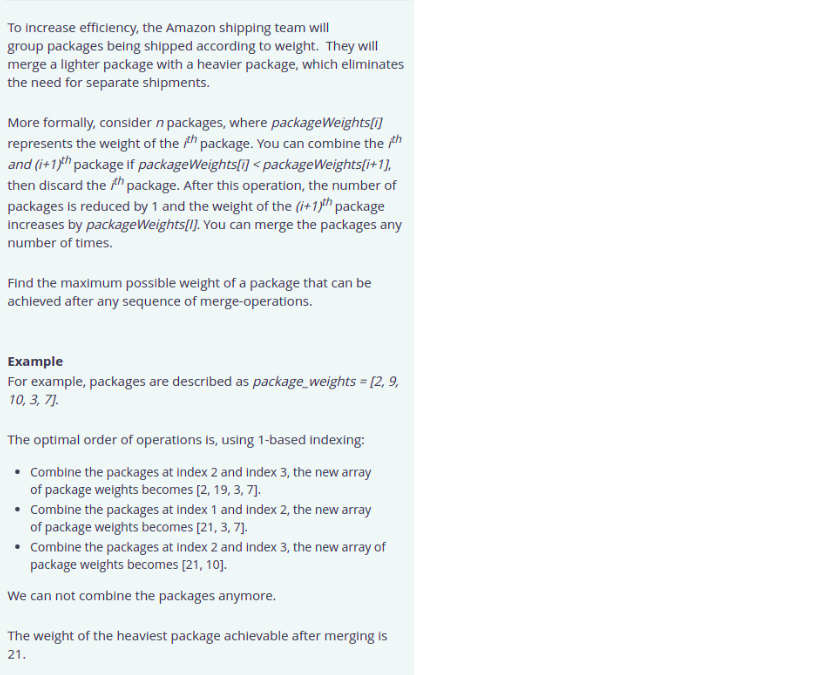 To increase efficiency, the Amazon shipping team will
group packages being shipped according to weight.  They will
merge a lighter package with a heavier package, which eliminates
the need for separate shipments.
More formally, consider n packages, where packageWeights[i]
represents the weight of the ith package. You can combine the ith
and (i+1)th package if packageWeights[i] < packageWeights[i+1],
then discard the ith package. After this operation, the number of
packages is reduced by 1 and the weight of the (i+1)th package
increases by packageWeights[I]. You can merge the packages any
number of times.
Find the maximum possible weight of a package that can be
achieved after any sequence of merge-operations.
Example
For example, packages are described as package_weights = [2, 9,
10, 3, 7].
The optimal order of operations is, using 1-based indexing:
• Combine the packages at index 2 and index 3, the new array
of package weights becomes [2, 19, 3, 7].
• Combine the packages at index 1 and index 2, the new array
of package weights becomes [21, 3, 7].
• Combine the packages at index 2 and index 3, the new array of
package weights becomes [21, 10].
We can not combine the packages anymore.
The weight of the heaviest package achievable after merging is
21.